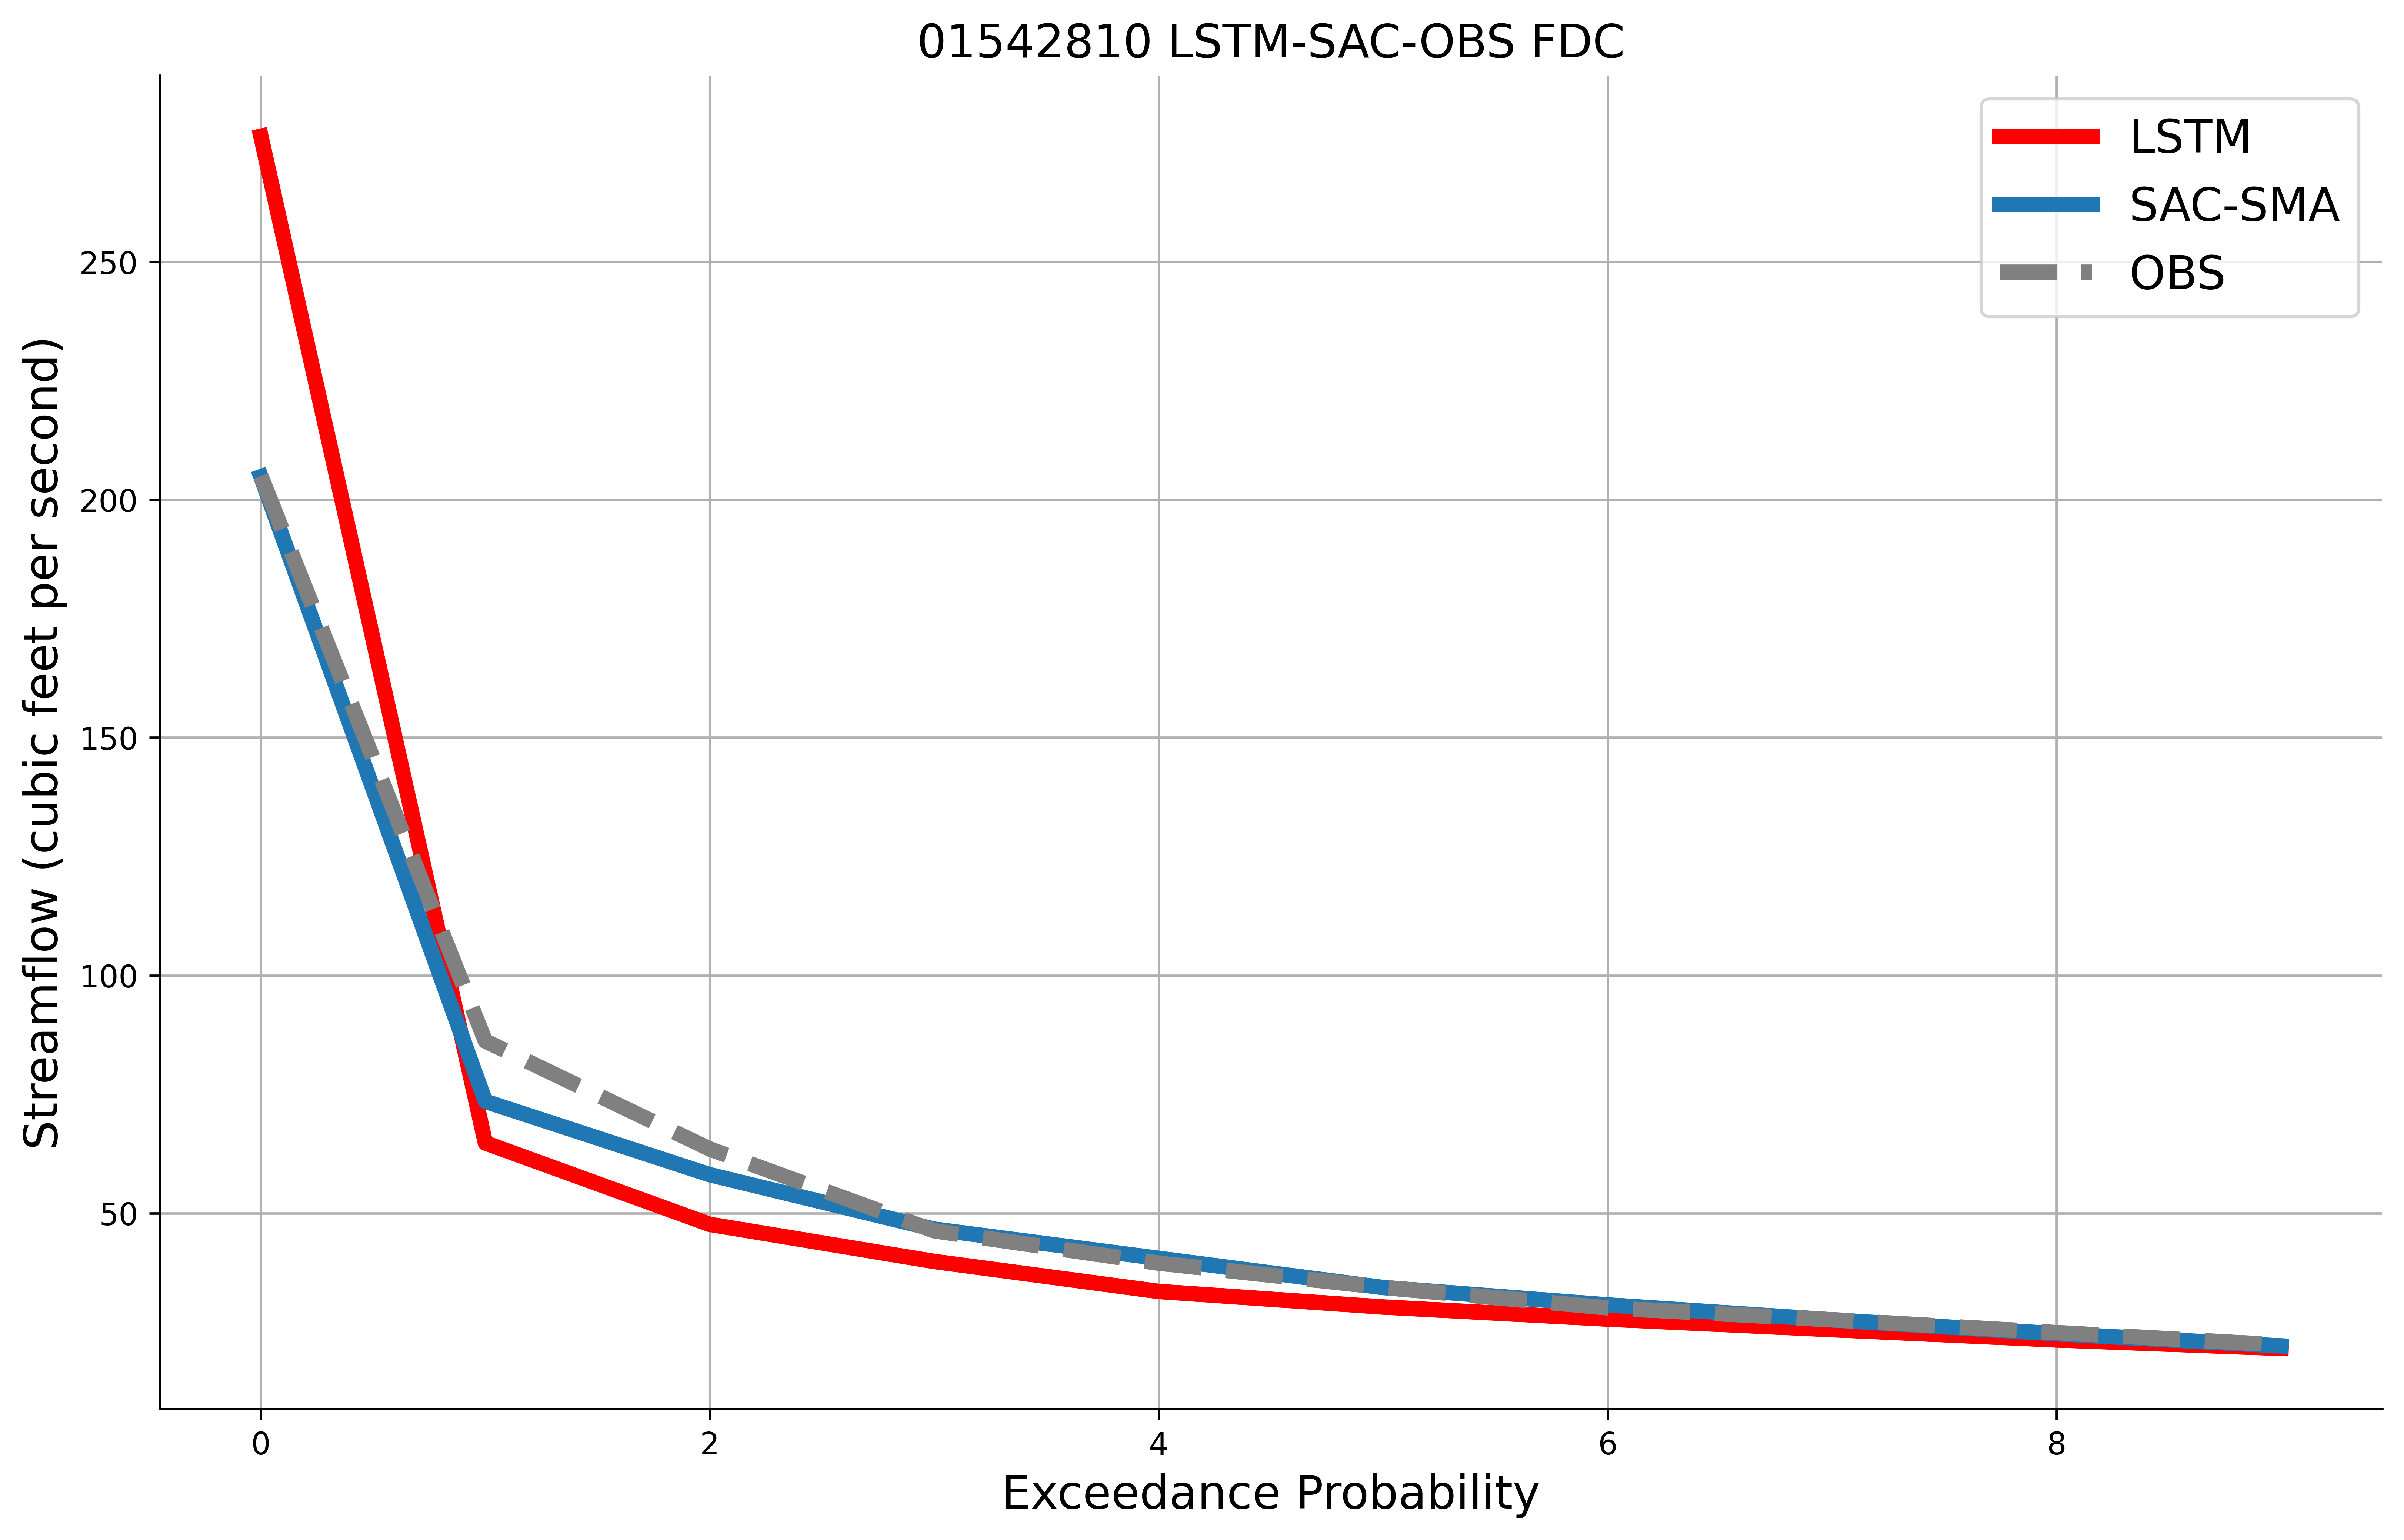 01542810 LSTM-SAC-OBS FDC
LSTM
SAC-SMA
OBS
Streamflow (cubic feet per second)
250
200
150
100
50
0 2 4 6 8
Exceedance Probability